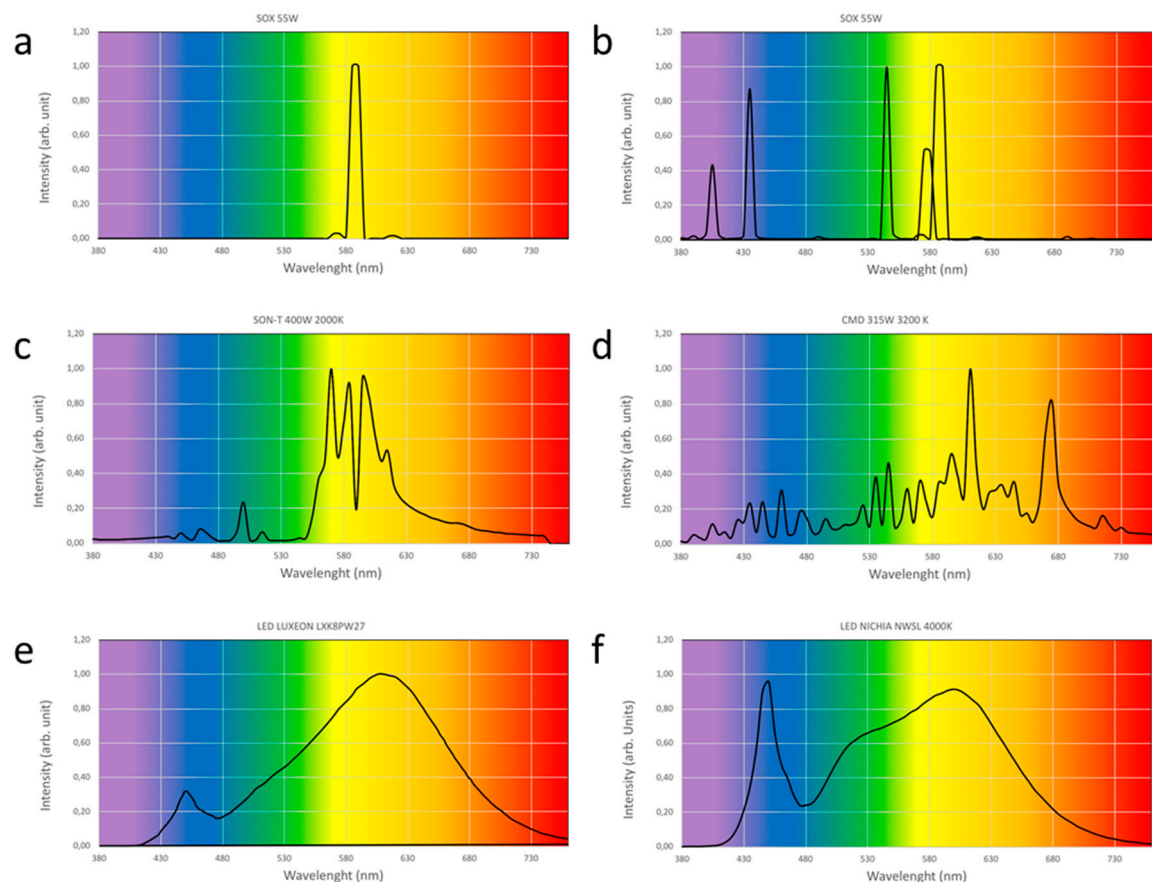 a
SOX 55W
1,20
1,00
0,80
0,60
0,40
0,20
0,00
Intensity (arb. unit)
380 430 480 530 580 630 680 730
Wavelenght (nm)
b
SOX 55W
1,20
1,00
0,80
0,60
0,40
0,20
0,00
Intensity (arb. unit)
380 430 480 530 580 630 680 730
Wavelenght (nm)
c
SON-T 400W 2000K
1,20
1,00
0,80
0,60
0,40
0,20
0,00
Intensity (arb. unit)
380 430 480 530 580 630 680 730
Wavelenght (nm)
d
CMD 315W 3200 K
1,20
1,00
0,80
0,60
0,40
0,20
0,00
Intensity (arb. unit)
380 430 480 530 580 630 680 730
Wavelenght (nm)
e
LED LUXEON LXK8PW27
1,20
1,00
0,80
0,60
0,40
0,20
0,00
Intensity (arb. unit)
380 430 480 530 580 630 680 730
Wavelenght (nm)
f
LED NICHIA NWSL 4000K
1,20
1,00
0,80
0,60
0,40
0,20
0,00
Intensity (arb. Units)
380 430 480 530 580 630 680 730
Wavelenght (nm)